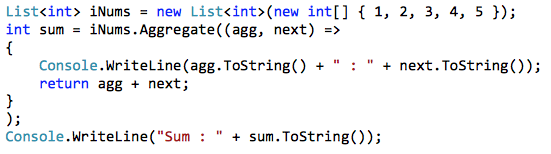 List<int> iNums = new List<int>(new int[] { 1, 2, 3, 4, 5 });
int sum = iNums.Aggregate((agg, next) =>
{
    Console.WriteLine(agg.ToString() + " : " + next.ToString());
    return agg + next;
}
);
Console.WriteLine("Sum : " + sum.ToString());